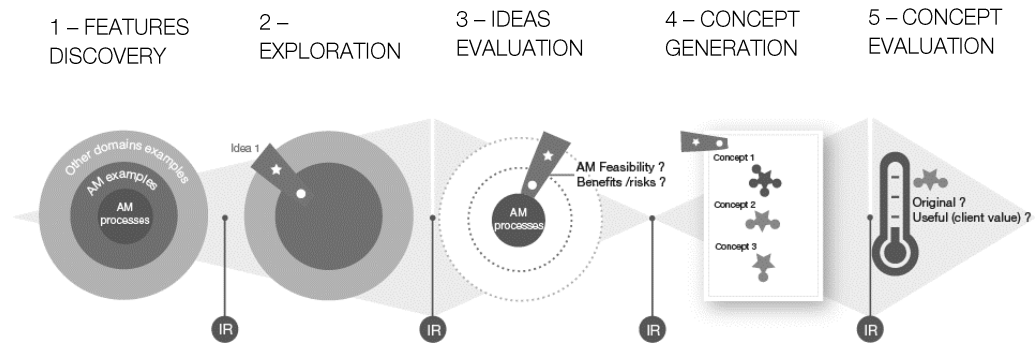 1 – FEATURES
DISCOVERY
2 –
EXPLORATION
3 – IDEAS
EVALUATION
4 – CONCEPT
GENERATION
5 – CONCEPT
EVALUATION
Other domains examples
AM examples
AM
processes
Idea 1
AM Feasibility ?
Benefits /risks ?
AM
processes
Concept 1
Concept 2
Concept 3
Original ?
Useful (client value) ?
IR
IR
IR
IR